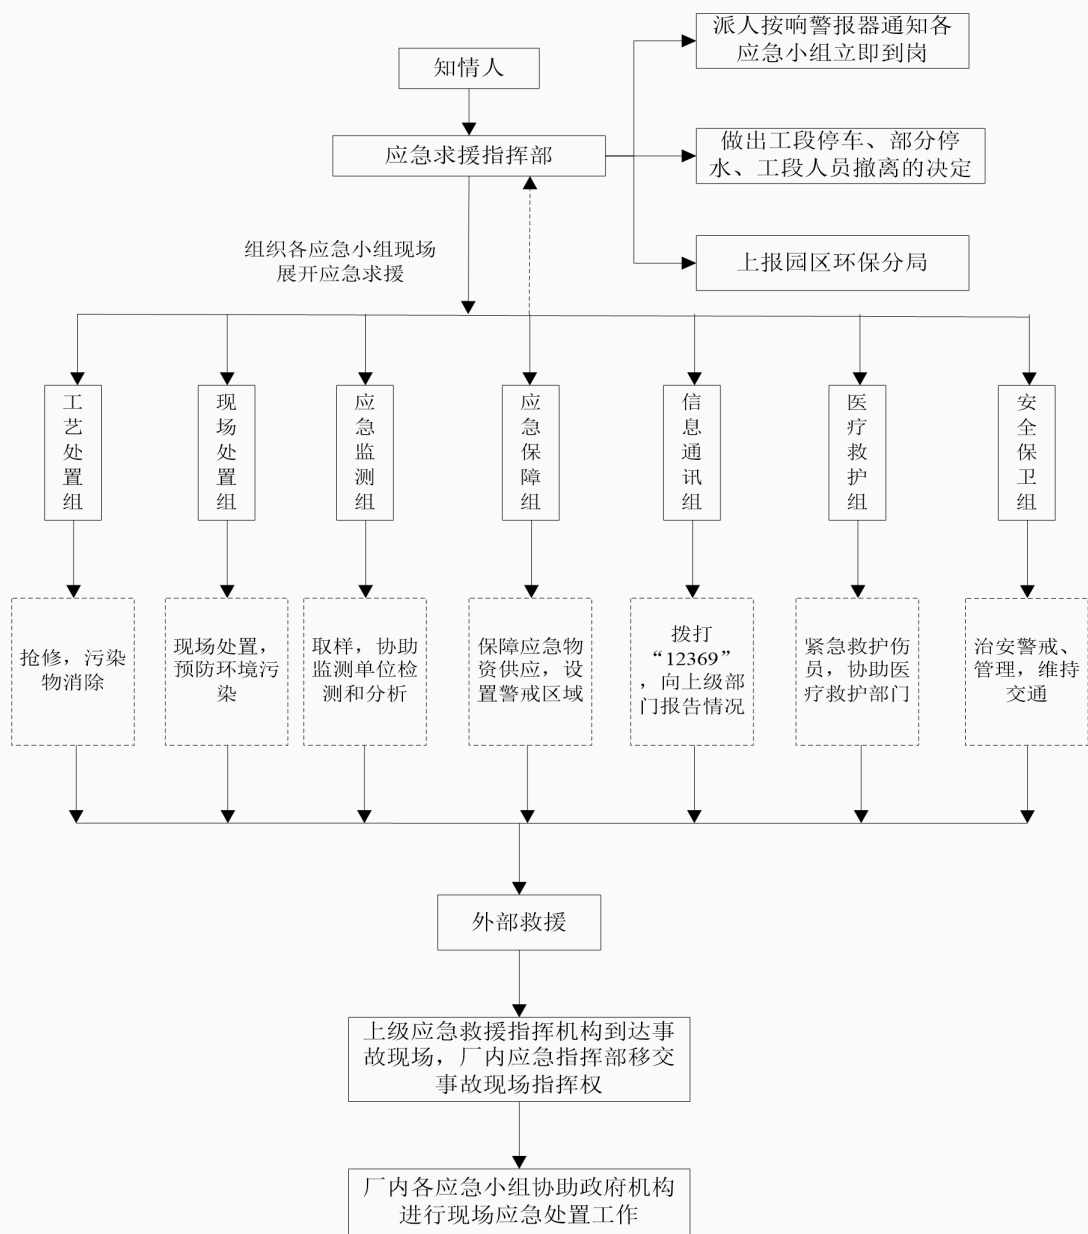 派人按响警报器通知各
应急小组立即到岗
知情人
应急求援指挥部
做出工段停车、部分停
水、工段人员撤离的决定
组织各应急小组现场
展开应急求援
上报园区环保分局
工艺处置组
现场处置组
应急监测组
应急保障组
信息通讯组
医疗救护组
安全保卫组
抢修，污染
物消除
现场处置，
预防环境污
染
取样，协助
监测单位检
测和分析
保障应急物
资供应，设
置警戒区域
拨打
“12369”
，向上级部
门报告情况
紧急救护伤
员，协助医
疗救护部门
治安警戒、
管理，维持
交通
外部救援
上级应急救援指挥机构到达事
故现场，厂内应急指挥部移交
事故现场指挥权
厂内各应急小组协助政府机构
进行现场应急处置工作